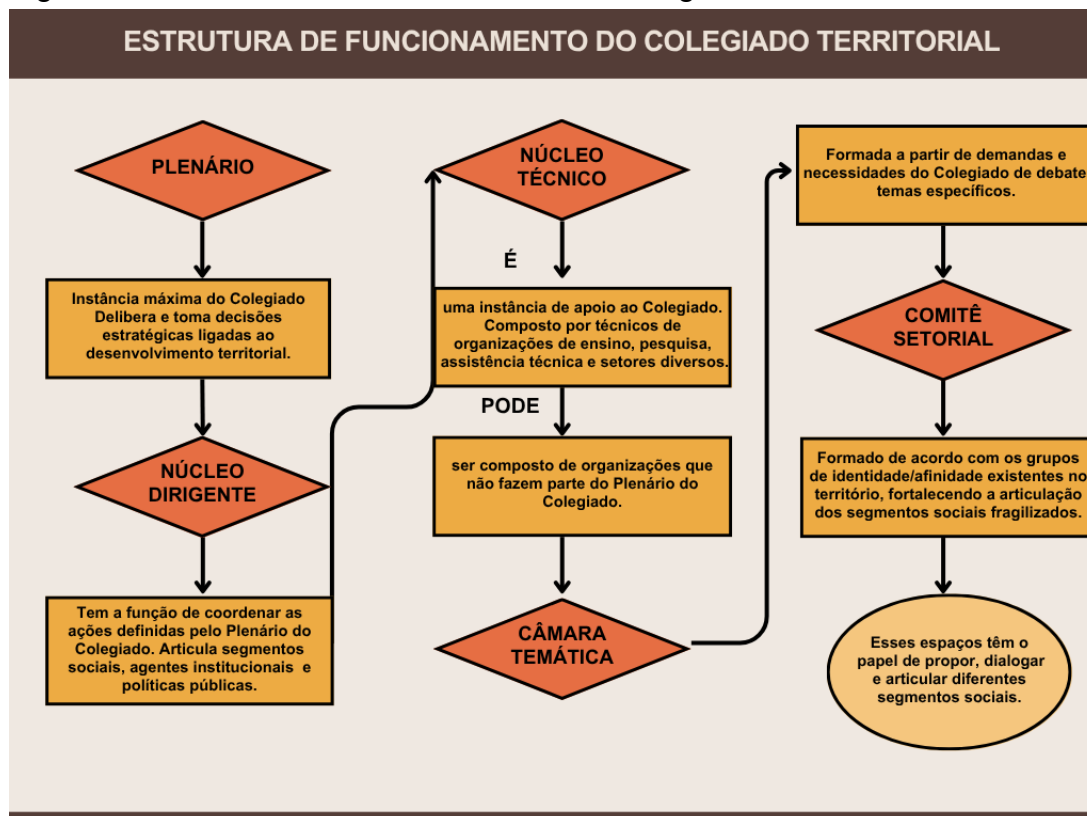 ESTRUTURA DE FUNCIONAMENTO DO COLEGIADO TERRITORIAL
PLENÁRIO
Instância máxima do Colegiado
Delibera e toma decisões
estratégicas ligadas ao
desenvolvimento territorial.
NÚCLEO
DIRIGENTE
Tem a função de coordenar as
ações definidas pelo Plenário do
Colegiado. Articula segmentos
sociais, agentes institucionais e
políticas públicas.
NÚCLEO
TÉCNICO
É
uma instância de apoio ao Colegiado.
Composto por técnicos de
organizações de ensino, pesquisa,
assistência técnica e setores diversos.
PODE
ser composto de organizações que
não fazem parte do Plenário do
Colegiado.
CÂMARA
TEMÁTICA
Formada a partir de demandas e
necessidades do Colegiado de debate
temas específicos.
COMITÊ
SETORIAL
Formado de acordo com os grupos
de identidade/afinidade existentes no
território, fortalecendo a articulação
dos segmentos sociais fragilizados.
Esses espaços têm o
papel de propor, dialogar
e articular diferentes
segmentos sociais.